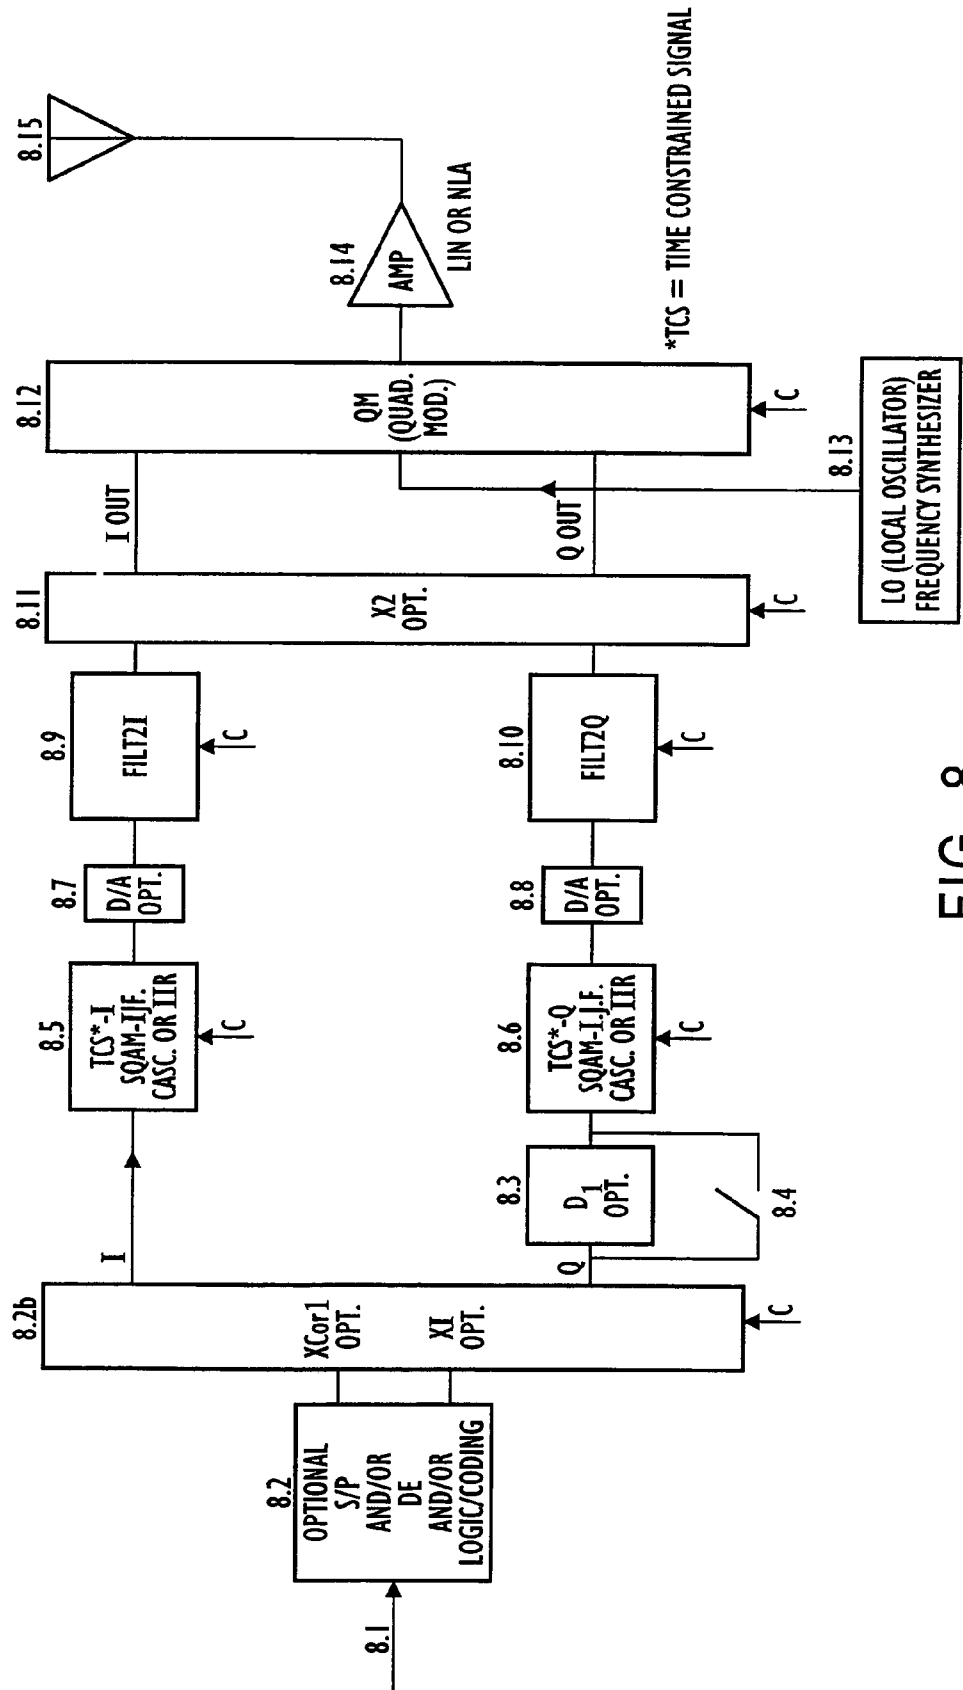 8.1
8.2
OPTIONAL
S/P
AND/OR
DE
AND/OR
LOGIC/CODING
8.2b
XCor1
OPT.
XI
OPT.
C
I
Q
8.3
D1
OPT.
8.4
8.5
TCS*-I
SQAM-IJF.
CASC. OR IIR
C
8.6
TCS*-Q
SQAM-I.J.F.
CASC. OR IIR
C
8.7
D/A
OPT.
8.8
D/A
OPT.
8.9
FILT2I
C
8.10
FILT2Q
C
8.11
X2
OPT.
C
I OUT
Q OUT
8.12
QM
(QUAD.
MOD.)
C
8.13
LO (LOCAL OSCILLATOR)
FREQUENCY SYNTHESIZER
8.14
AMP
LIN OR NLA
8.15
*TCS = TIME CONSTRAINED SIGNAL
FIG. 8